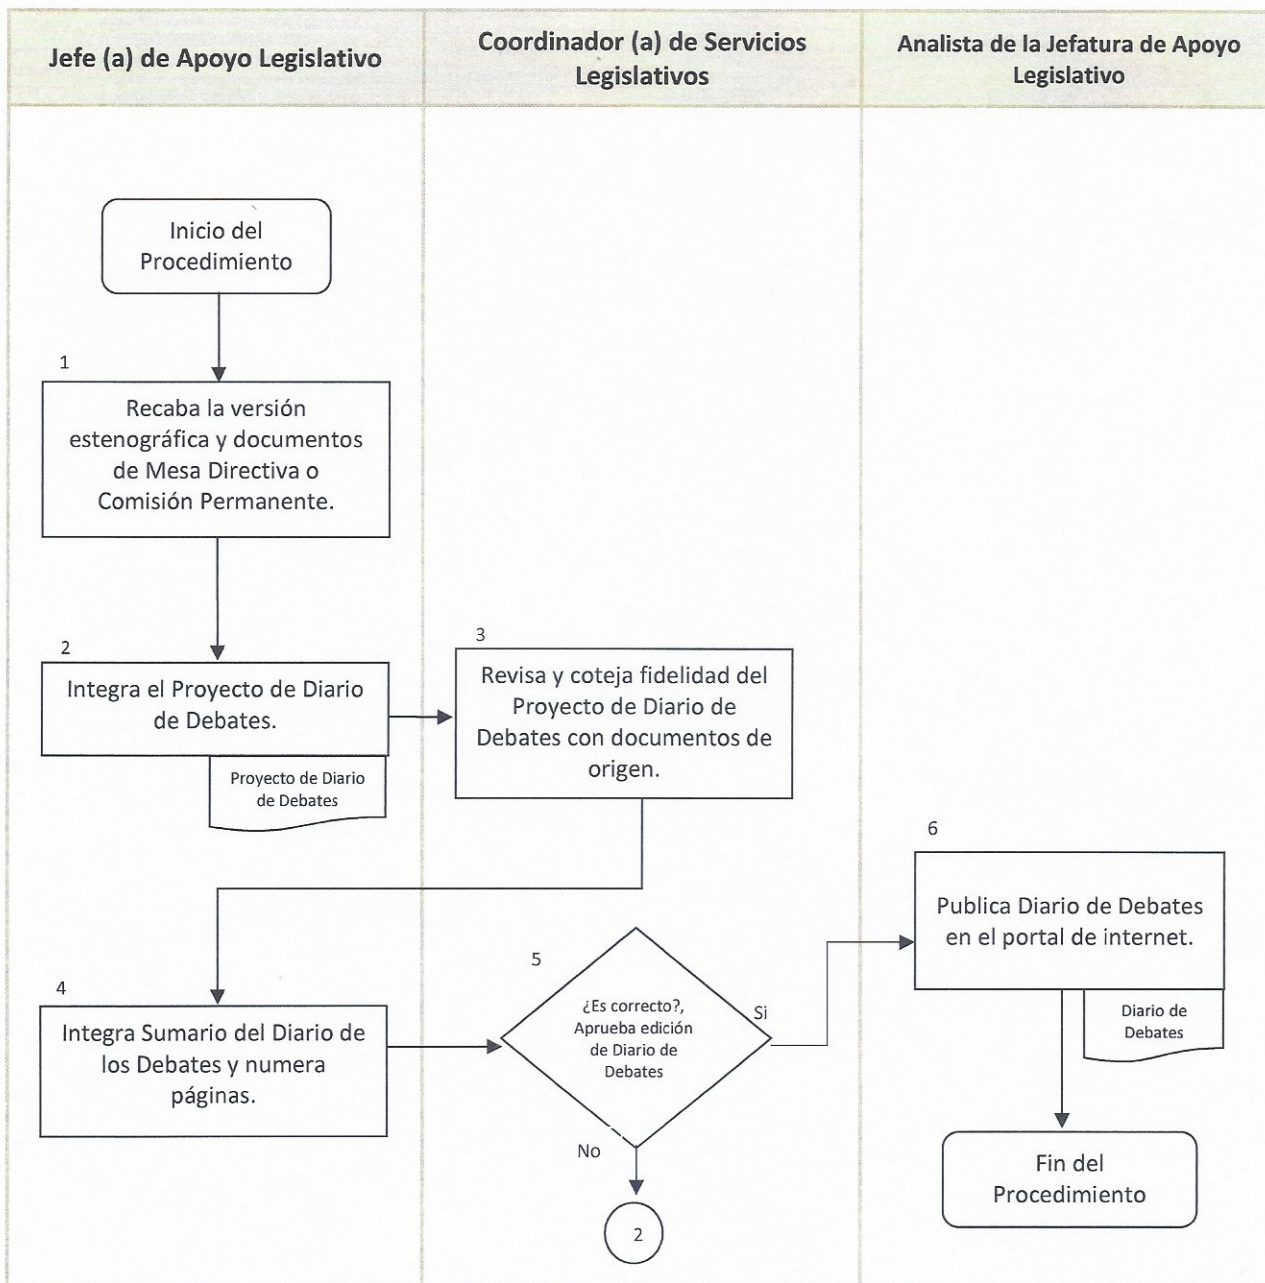 Jefe (a) de Apoyo Legislativo
Coordinador (a) de Servicios
Legislativos
Analista de la Jefatura de Apoyo
Legislativo
Inicio del
Procedimiento
1
Recaba la versión
estenográfica y documentos
de Mesa Directiva o
Comisión Permanente.
2
Integra el Proyecto de Diario
de Debates.
Proyecto de Diario
de Debates
3
Revisa y coteja fidelidad del
Proyecto de Diario de
Debates con documentos de
origen.
4
Integra Sumario del Diario de
los Debates y numera
páginas.
5
¿Es correcto?,
Aprueba edición
de Diario de
Debates
Si
No
2
6
Publica Diario de Debates
en el portal de internet.
Diario de
Debates
Fin del
Procedimiento